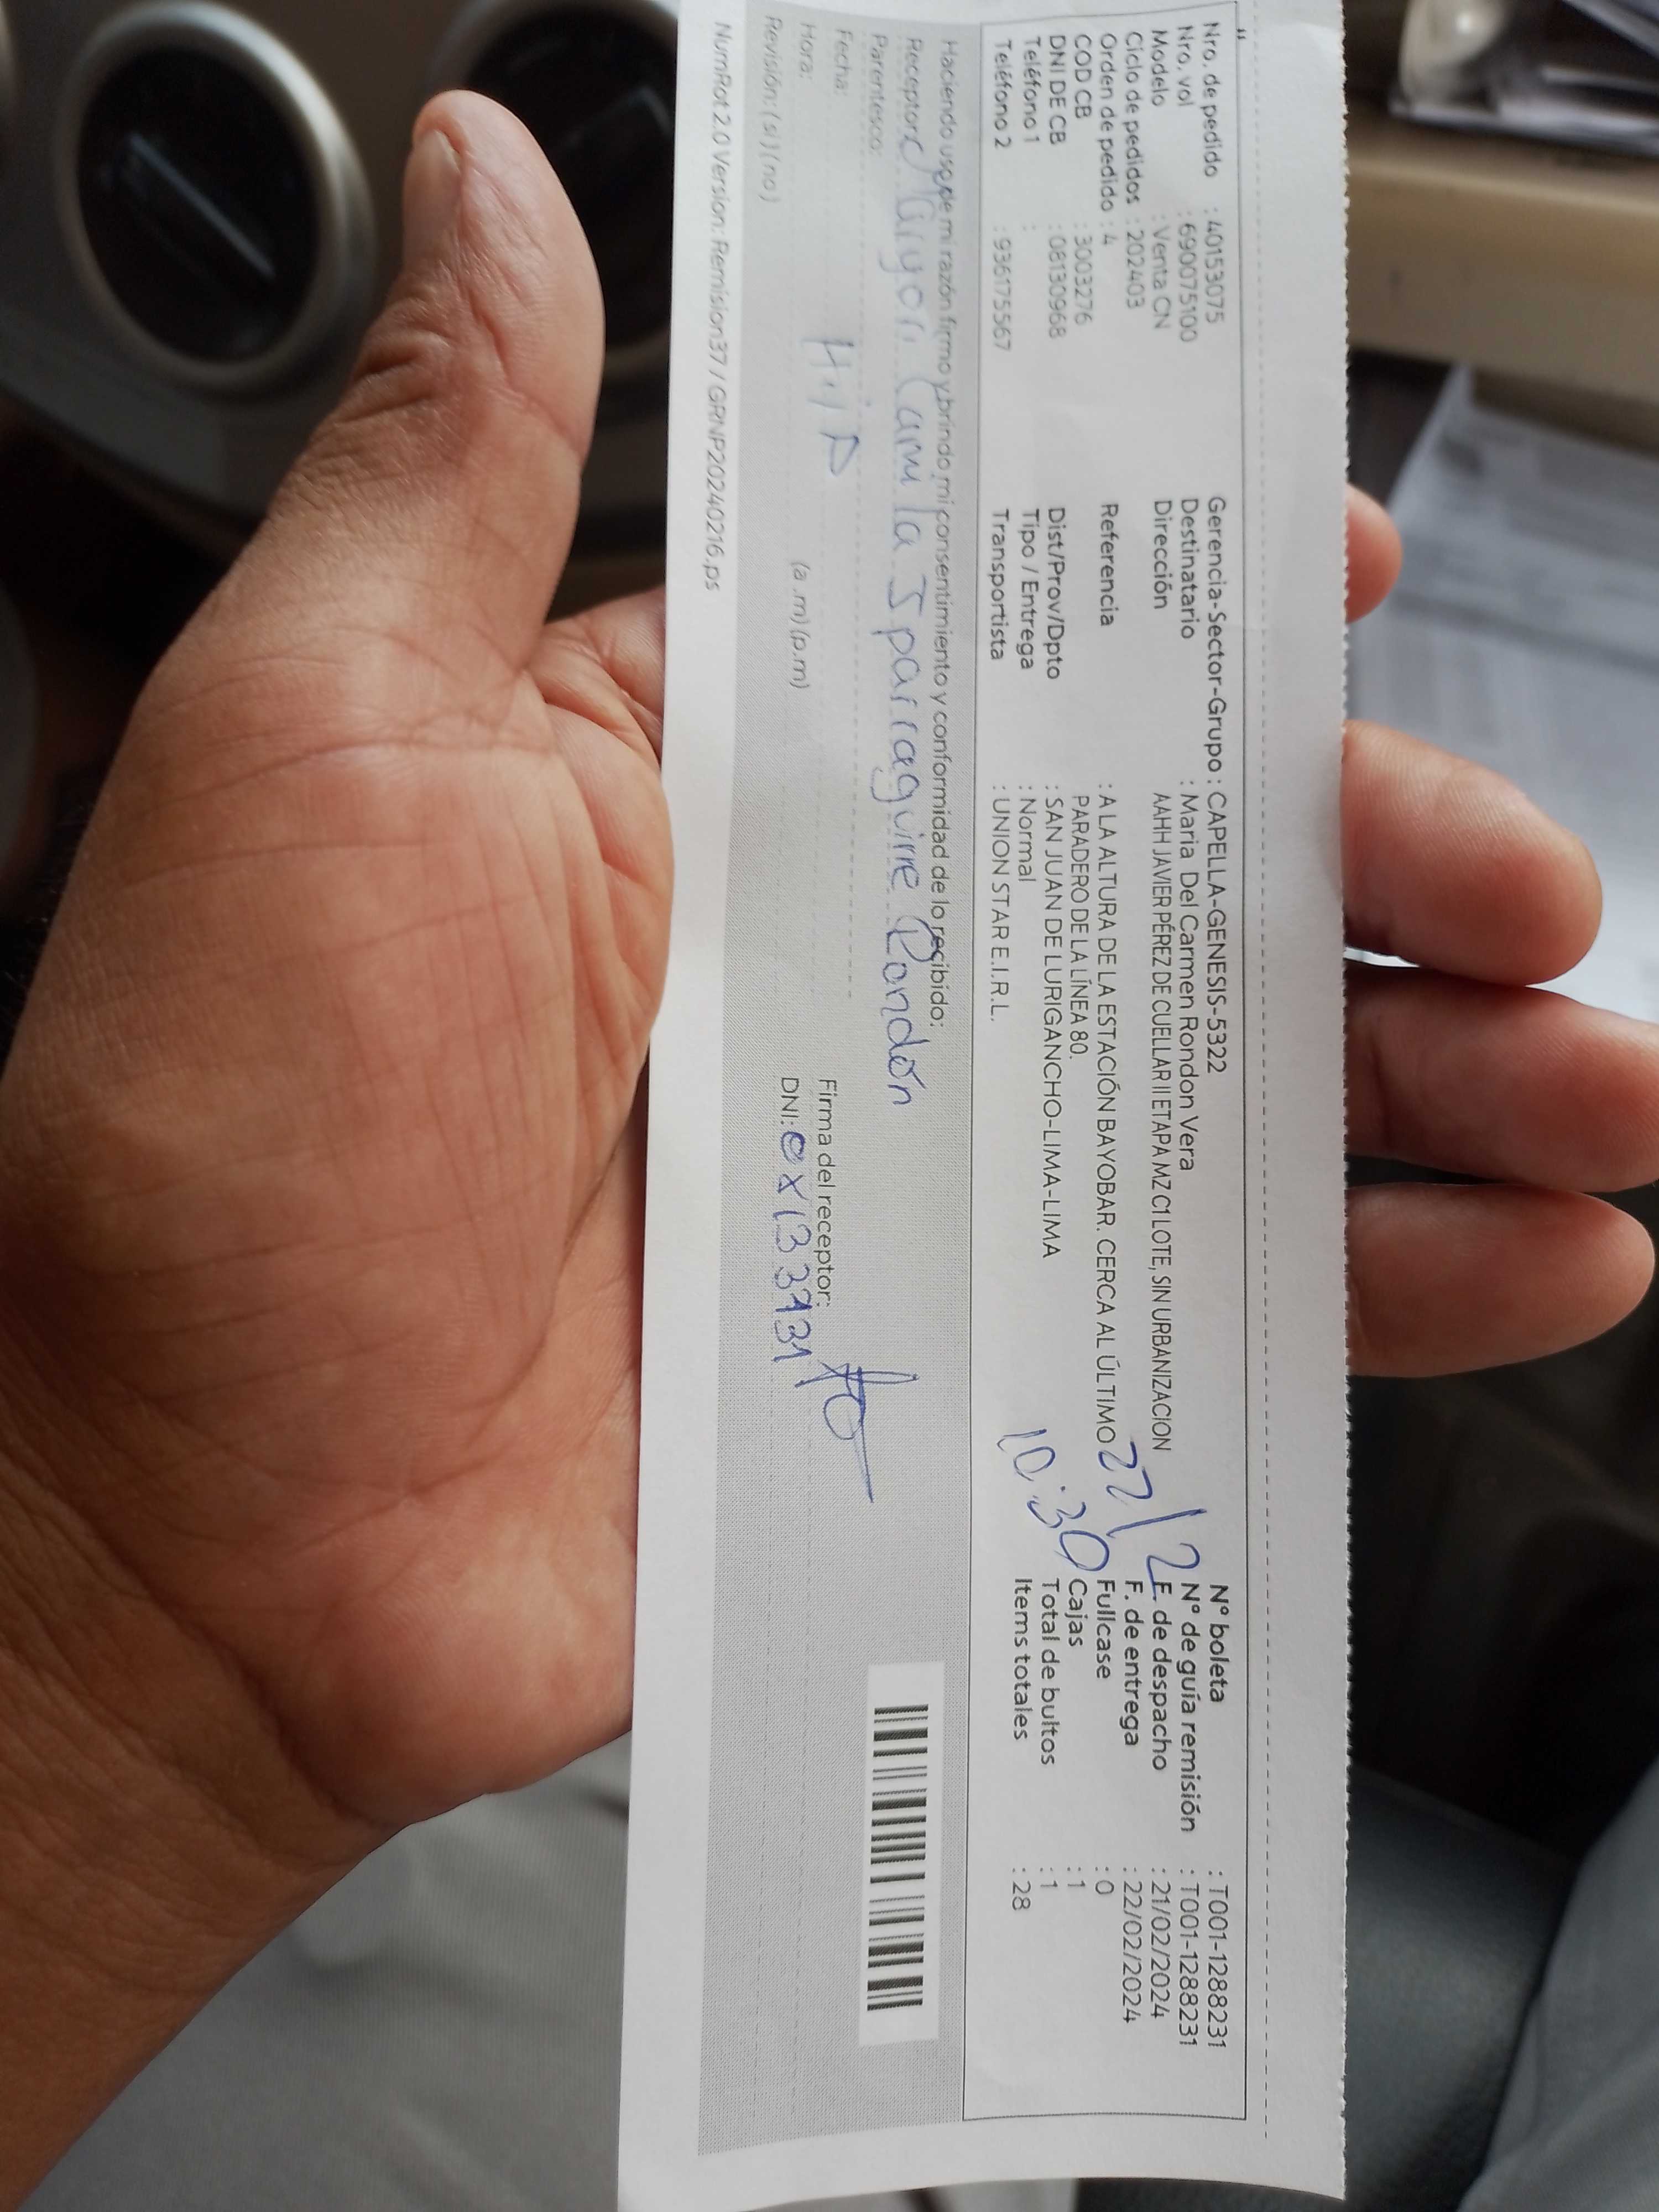 Nro. de pedido : 40153075
Nro. vol : 690075100
Modelo : Venta CN
Ciclo de pedidos : 202403
Orden de pedido : 4
COD CB : 3003276
DNI DE CB : 08130968
Teléfono 1 :
Teléfono 2 : 936175567
Gerencia-Sector-Grupo : CAPELLA-GENESIS-5322
Destinatario : Maria Del Carmen Rondon Vera
Dirección AAHH JAVIER PÉREZ DE CUELLAR II ETAPA MZ C1 LOTE, SIN URBANIZACION
Referencia : A LA ALTURA DE LA ESTACIÓN BAYOBAR. CERCA AL ÚLTIMO
PARADERO DE LA LÍNEA 80.
Dist/Prov/Dpto : SAN JUAN DE LURIGANCHO-LIMA-LIMA
Tipo / Entrega : Normal
Transportista : UNION STAR E.I.R.L.
22/2
10:30
N° boleta : T001-1288231
N° de guía remisión : T001-1288231
F. de despacho : 21/02/2024
F. de entrega : 22/02/2024
Fullcase : 0
Cajas : 1
Total de bultos : 1
Items totales : 28
Haciendo uso de mi razón firmo y brindo mi consentimiento y conformidad de lo recibido:
Receptor: Maryori Camila Sparraguirre Rondón
Parentesco:
Fecha: Hija
Hora: (a .m) (p.m)
Revisión: (s) (no)
Firma del receptor:
DNI:
NumRot 2.0 Version: Remision37 / GRNP20240216.ps